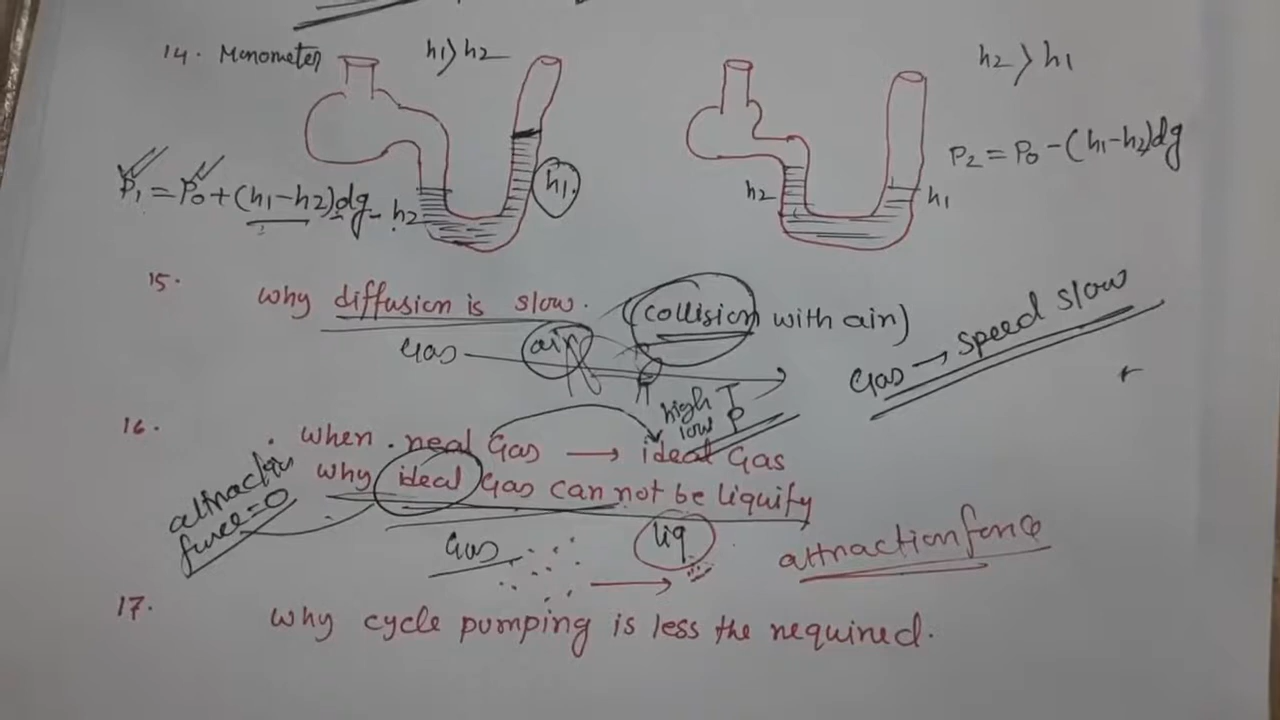 14. Manometer
h1>h2
P1 = P0+(h1-h2)dg
h2
h1.
h2 > h1
P2 = P0 -(h1-h2)dg
h2
h1
15. why diffusion is slow. (collision with air)
Gas air
Gas → speed slow
high T
low P
16. when real Gas → ideal Gas
why ideal Gas can not be liquify
attraction
force=0
Gas liq
attraction force
17. why cycle pumping is less the required.